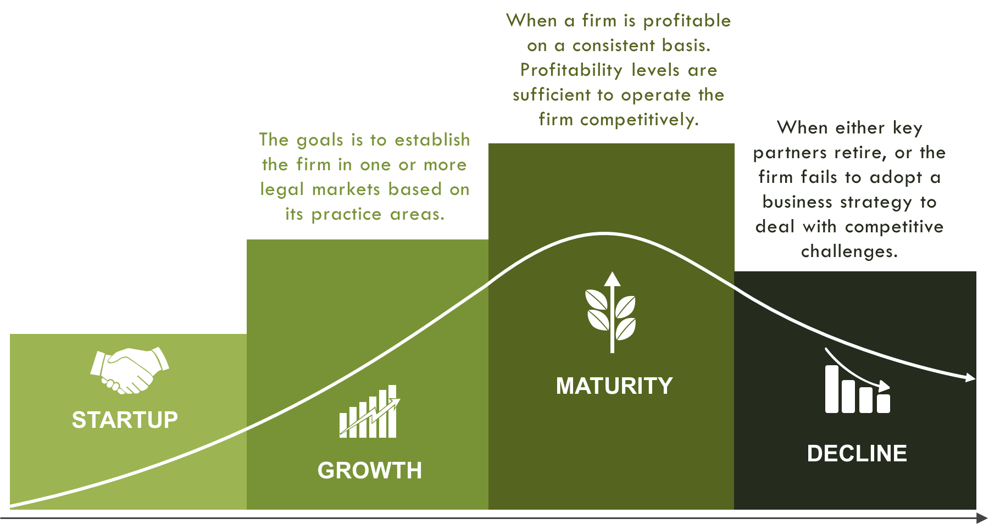 When a firm is profitable
on a consistent basis.
Profitability levels are
sufficient to operate the
firm competitively.
The goals is to establish
the firm in one or more
legal markets based on
its practice areas.
When either key
partners retire, or the
firm fails to adopt a
business strategy to
deal with competitive
challenges.
STARTUP
GROWTH
MATURITY
DECLINE